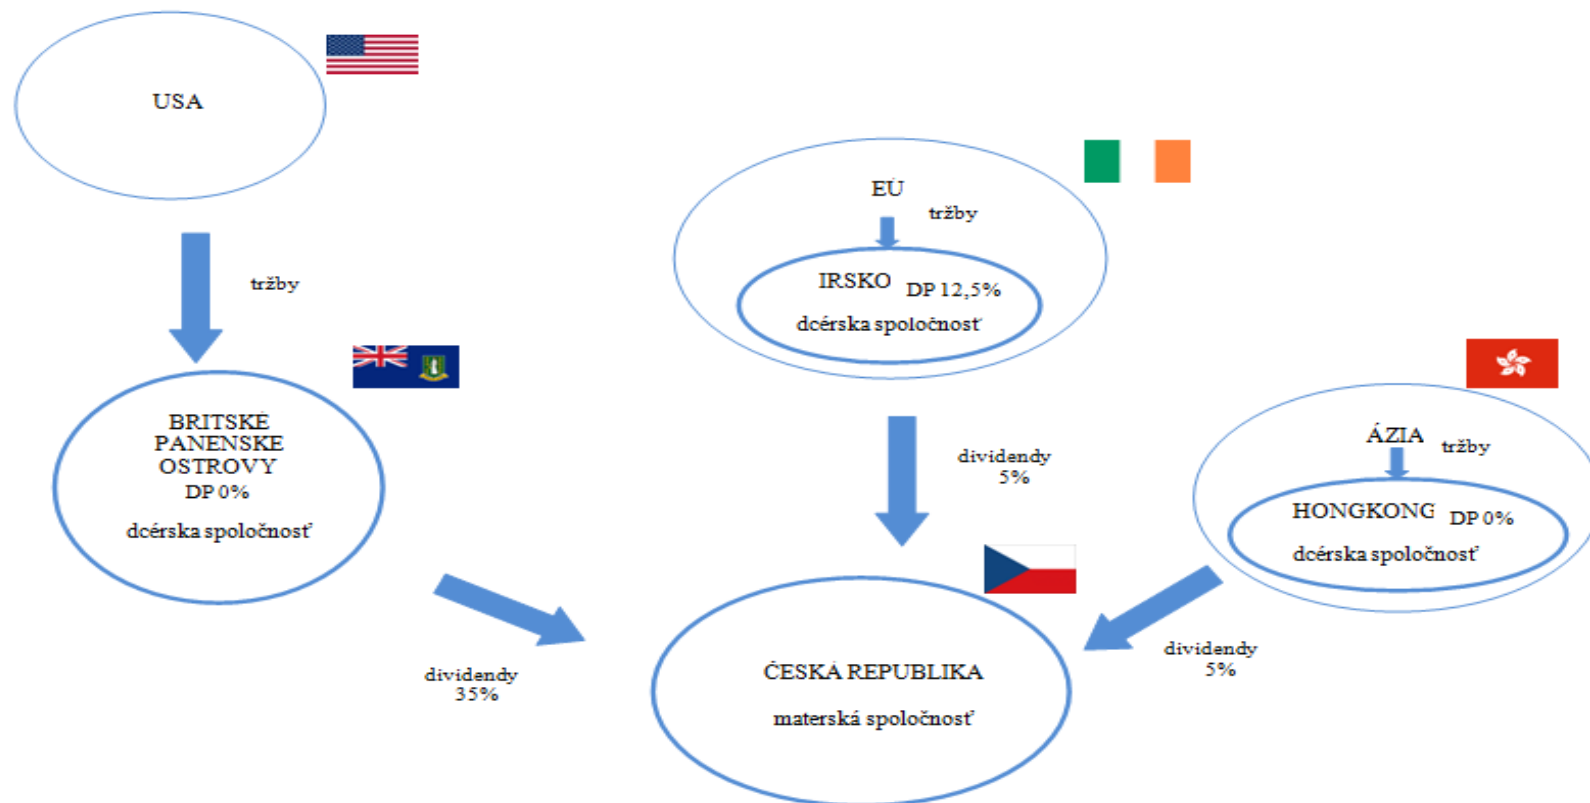 USA
tržby
BRITSKÉ
PANENSKE
OSTROVY
DP 0%
dcérska spoločnosť
dividendy
35%
EÚ
tržby
IRSKO DP 12,5%
dcérska spoločnosť
dividendy
5%
ÁZIA
tržby
HONGKONG DP 0%
dcérska spoločnosť
dividendy
5%
ČESKÁ REPUBLIKA
materská spoločnosť